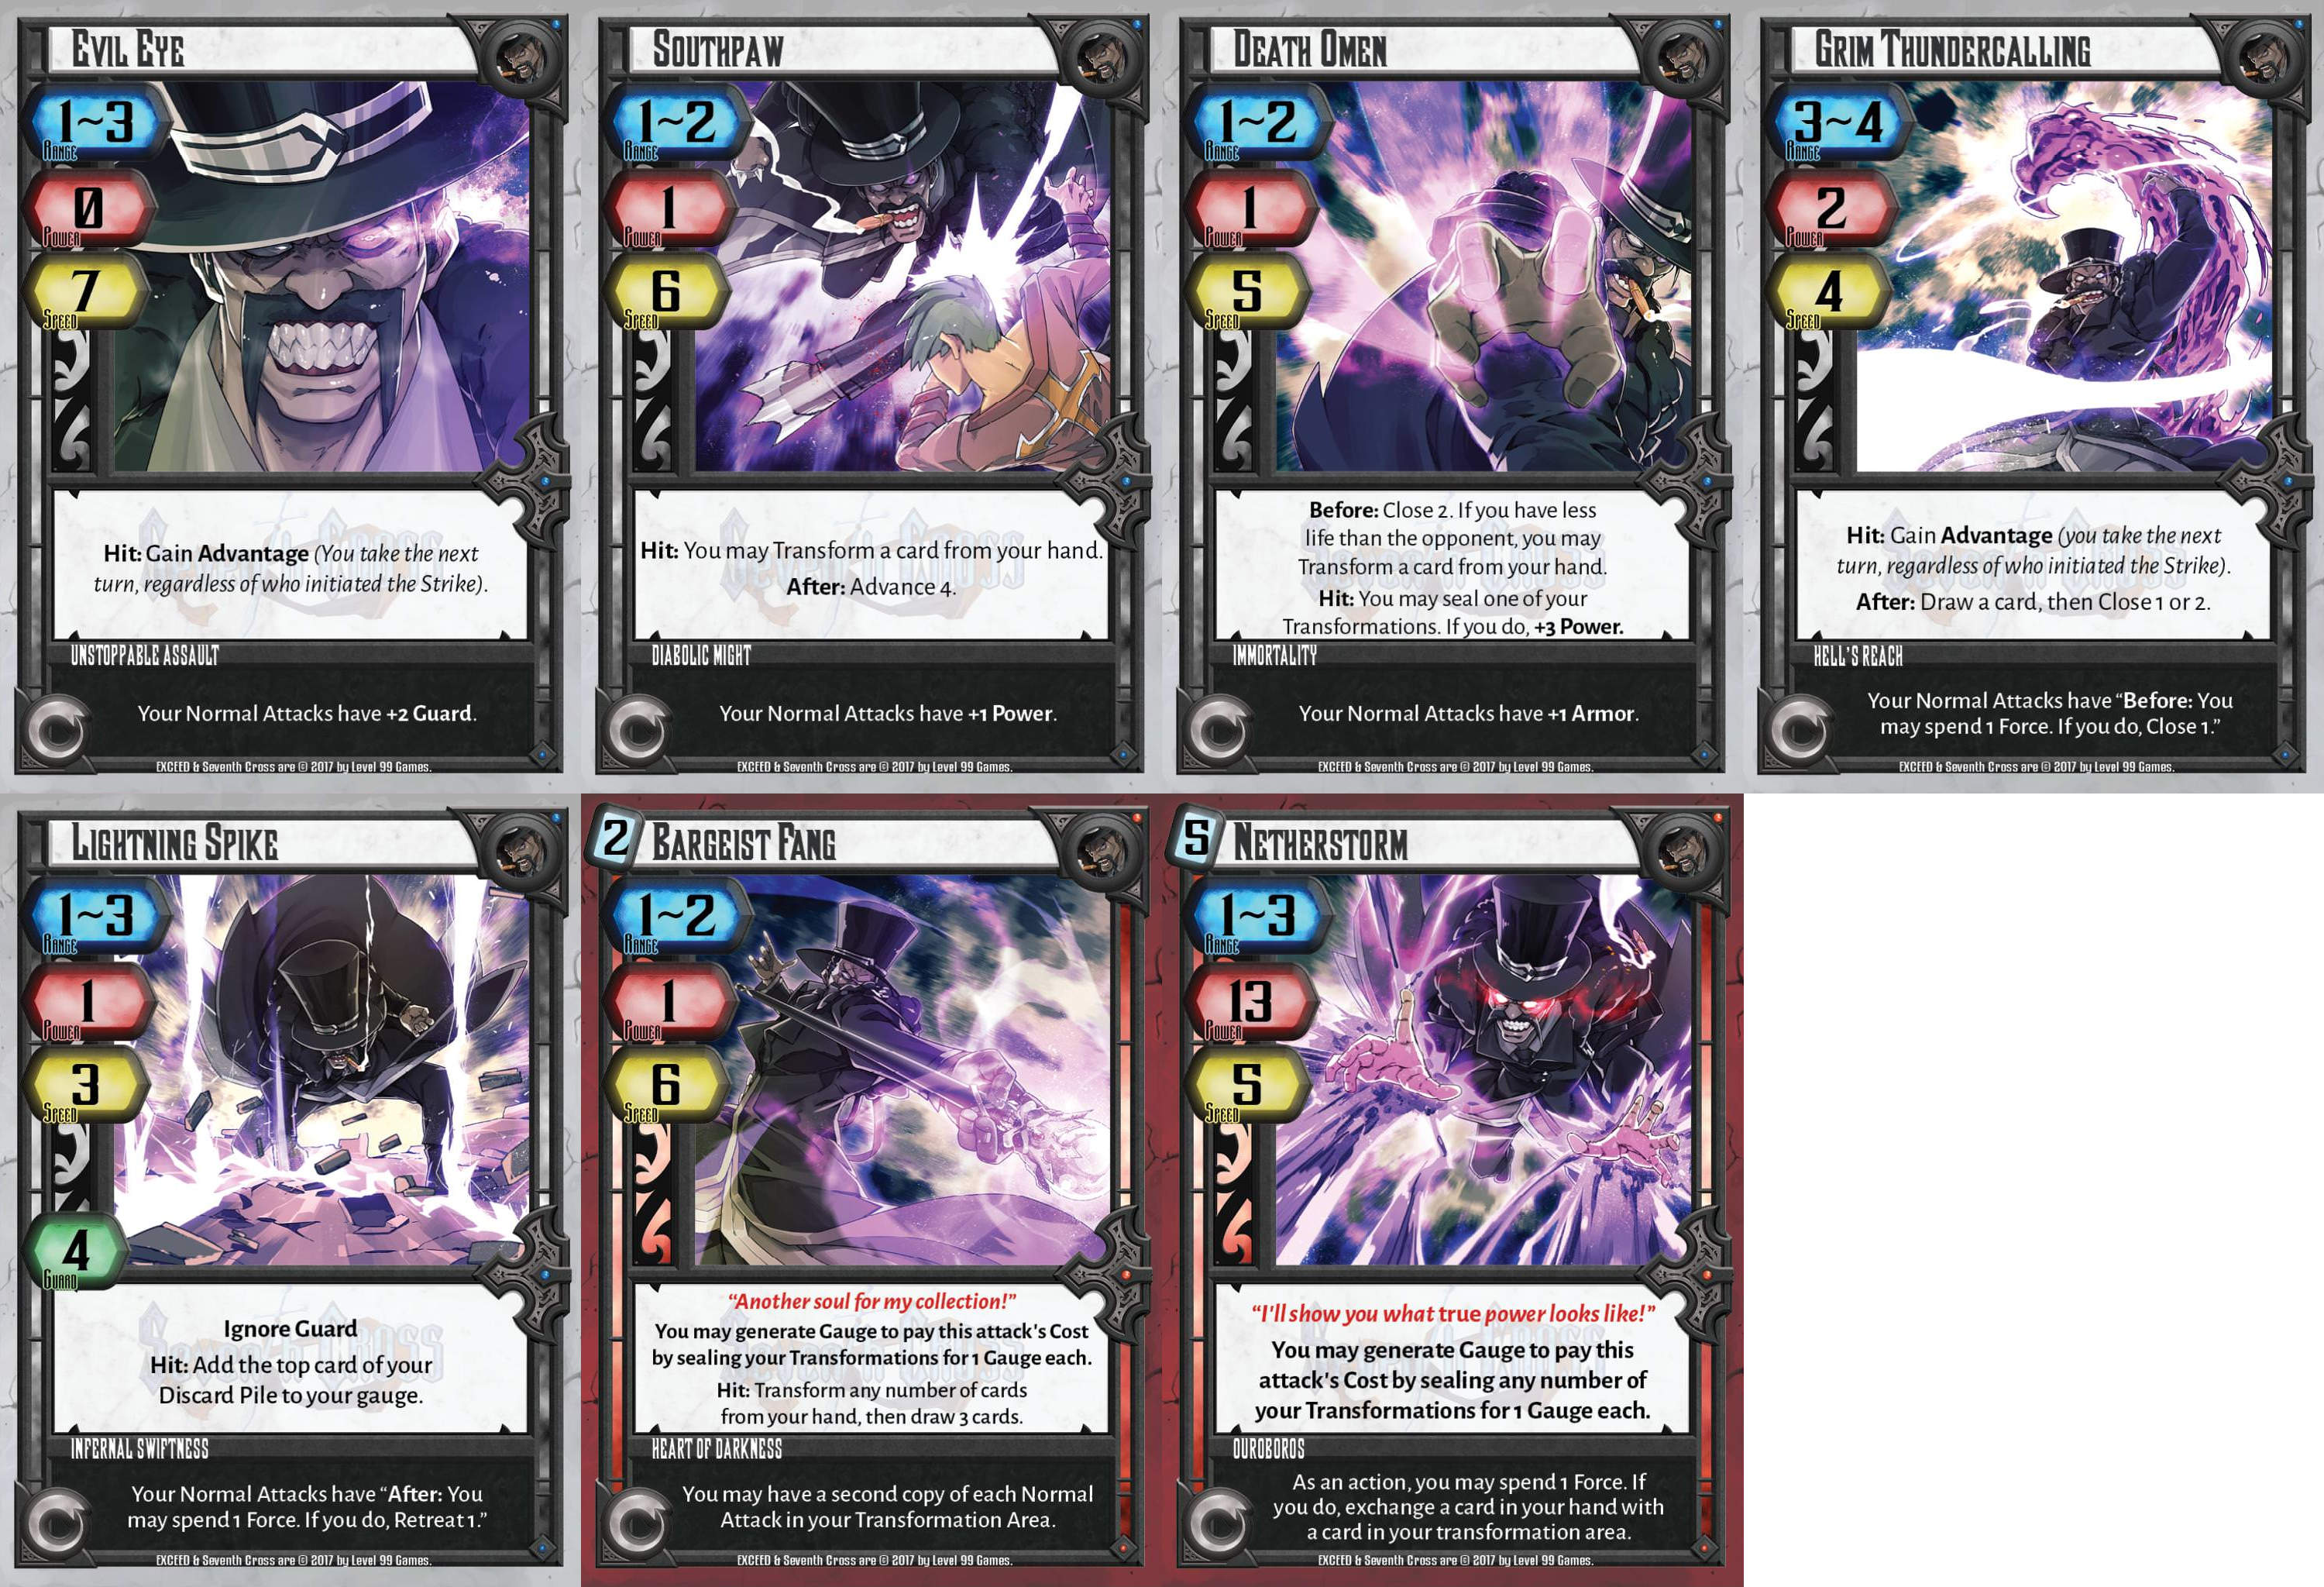 EVIL EYE
1~3
RANGE
0
POWER
7
SPEED
Hit: Gain Advantage (You take the next
turn, regardless of who initiated the Strike).
UNSTOPPABLE ASSAULT
Your Normal Attacks have +2 Guard.
EXCEED & Seventh Cross are © 2017 by Level 99 Games.
SOUTHPAW
1~2
RANGE
1
POWER
6
SPEED
Hit: You may Transform a card from your hand.
After: Advance 4.
DIABOLIC MIGHT
Your Normal Attacks have +1 Power.
EXCEED & Seventh Cross are © 2017 by Level 99 Games.
DEATH OMEN
1~2
RANGE
1
POWER
5
SPEED
Before: Close 2. If you have less
life than the opponent, you may
Transform a card from your hand.
Hit: You may seal one of your
Transformations. If you do, +3 Power.
IMMORTALITY
Your Normal Attacks have +1 Armor.
EXCEED & Seventh Cross are © 2017 by Level 99 Games.
GRIM THUNDERCALLING
3~4
RANGE
2
POWER
4
SPEED
Hit: Gain Advantage (you take the next
turn, regardless of who initiated the Strike).
After: Draw a card, then Close 1 or 2.
HELL'S REACH
Your Normal Attacks have “Before: You
may spend 1 Force. If you do, Close 1.”
EXCEED & Seventh Cross are © 2017 by Level 99 Games.
LIGHTNING SPIKE
1~3
RANGE
1
POWER
3
SPEED
4
GUARD
Ignore Guard
Hit: Add the top card of your
Discard Pile to your gauge.
INFERNAL SWIFTNESS
Your Normal Attacks have “After: You
may spend 1 Force. If you do, Retreat 1.”
EXCEED & Seventh Cross are © 2017 by Level 99 Games.
2
BARGEIST FANG
1~2
RANGE
1
POWER
6
SPEED
“Another soul for my collection!”
You may generate Gauge to pay this attack's Cost
by sealing your Transformations for 1 Gauge each.
Hit: Transform any number of cards
from your hand, then draw 3 cards.
HEART OF DARKNESS
You may have a second copy of each Normal
Attack in your Transformation Area.
EXCEED & Seventh Cross are © 2017 by Level 99 Games.
5
NETHERSTORM
1~3
RANGE
13
POWER
5
SPEED
“I'll show you what true power looks like!”
You may generate Gauge to pay this
attack's Cost by sealing any number of
your Transformations for 1 Gauge each.
OUROBOROS
As an action, you may spend 1 Force. If
you do, exchange a card in your hand with
a card in your transformation area.
EXCEED & Seventh Cross are © 2017 by Level 99 Games.